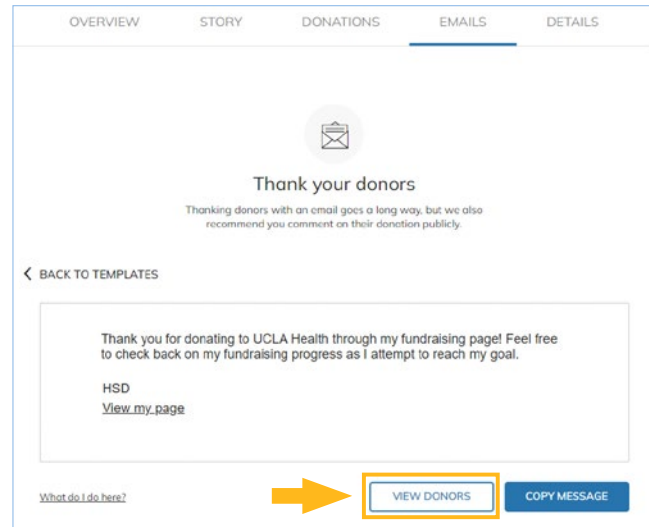 OVERVIEW STORY DONATIONS EMAILS DETAILS
Thank your donors
Thanking donors with an email goes a long way, but we also
recommend you comment on their donation publicly.
BACK TO TEMPLATES
Thank you for donating to UCLA Health through my fundraising page! Feel free
to check back on my fundraising progress as I attempt to reach my goal.
HSD
View my page
What do I do here? VIEW DONORS COPY MESSAGE